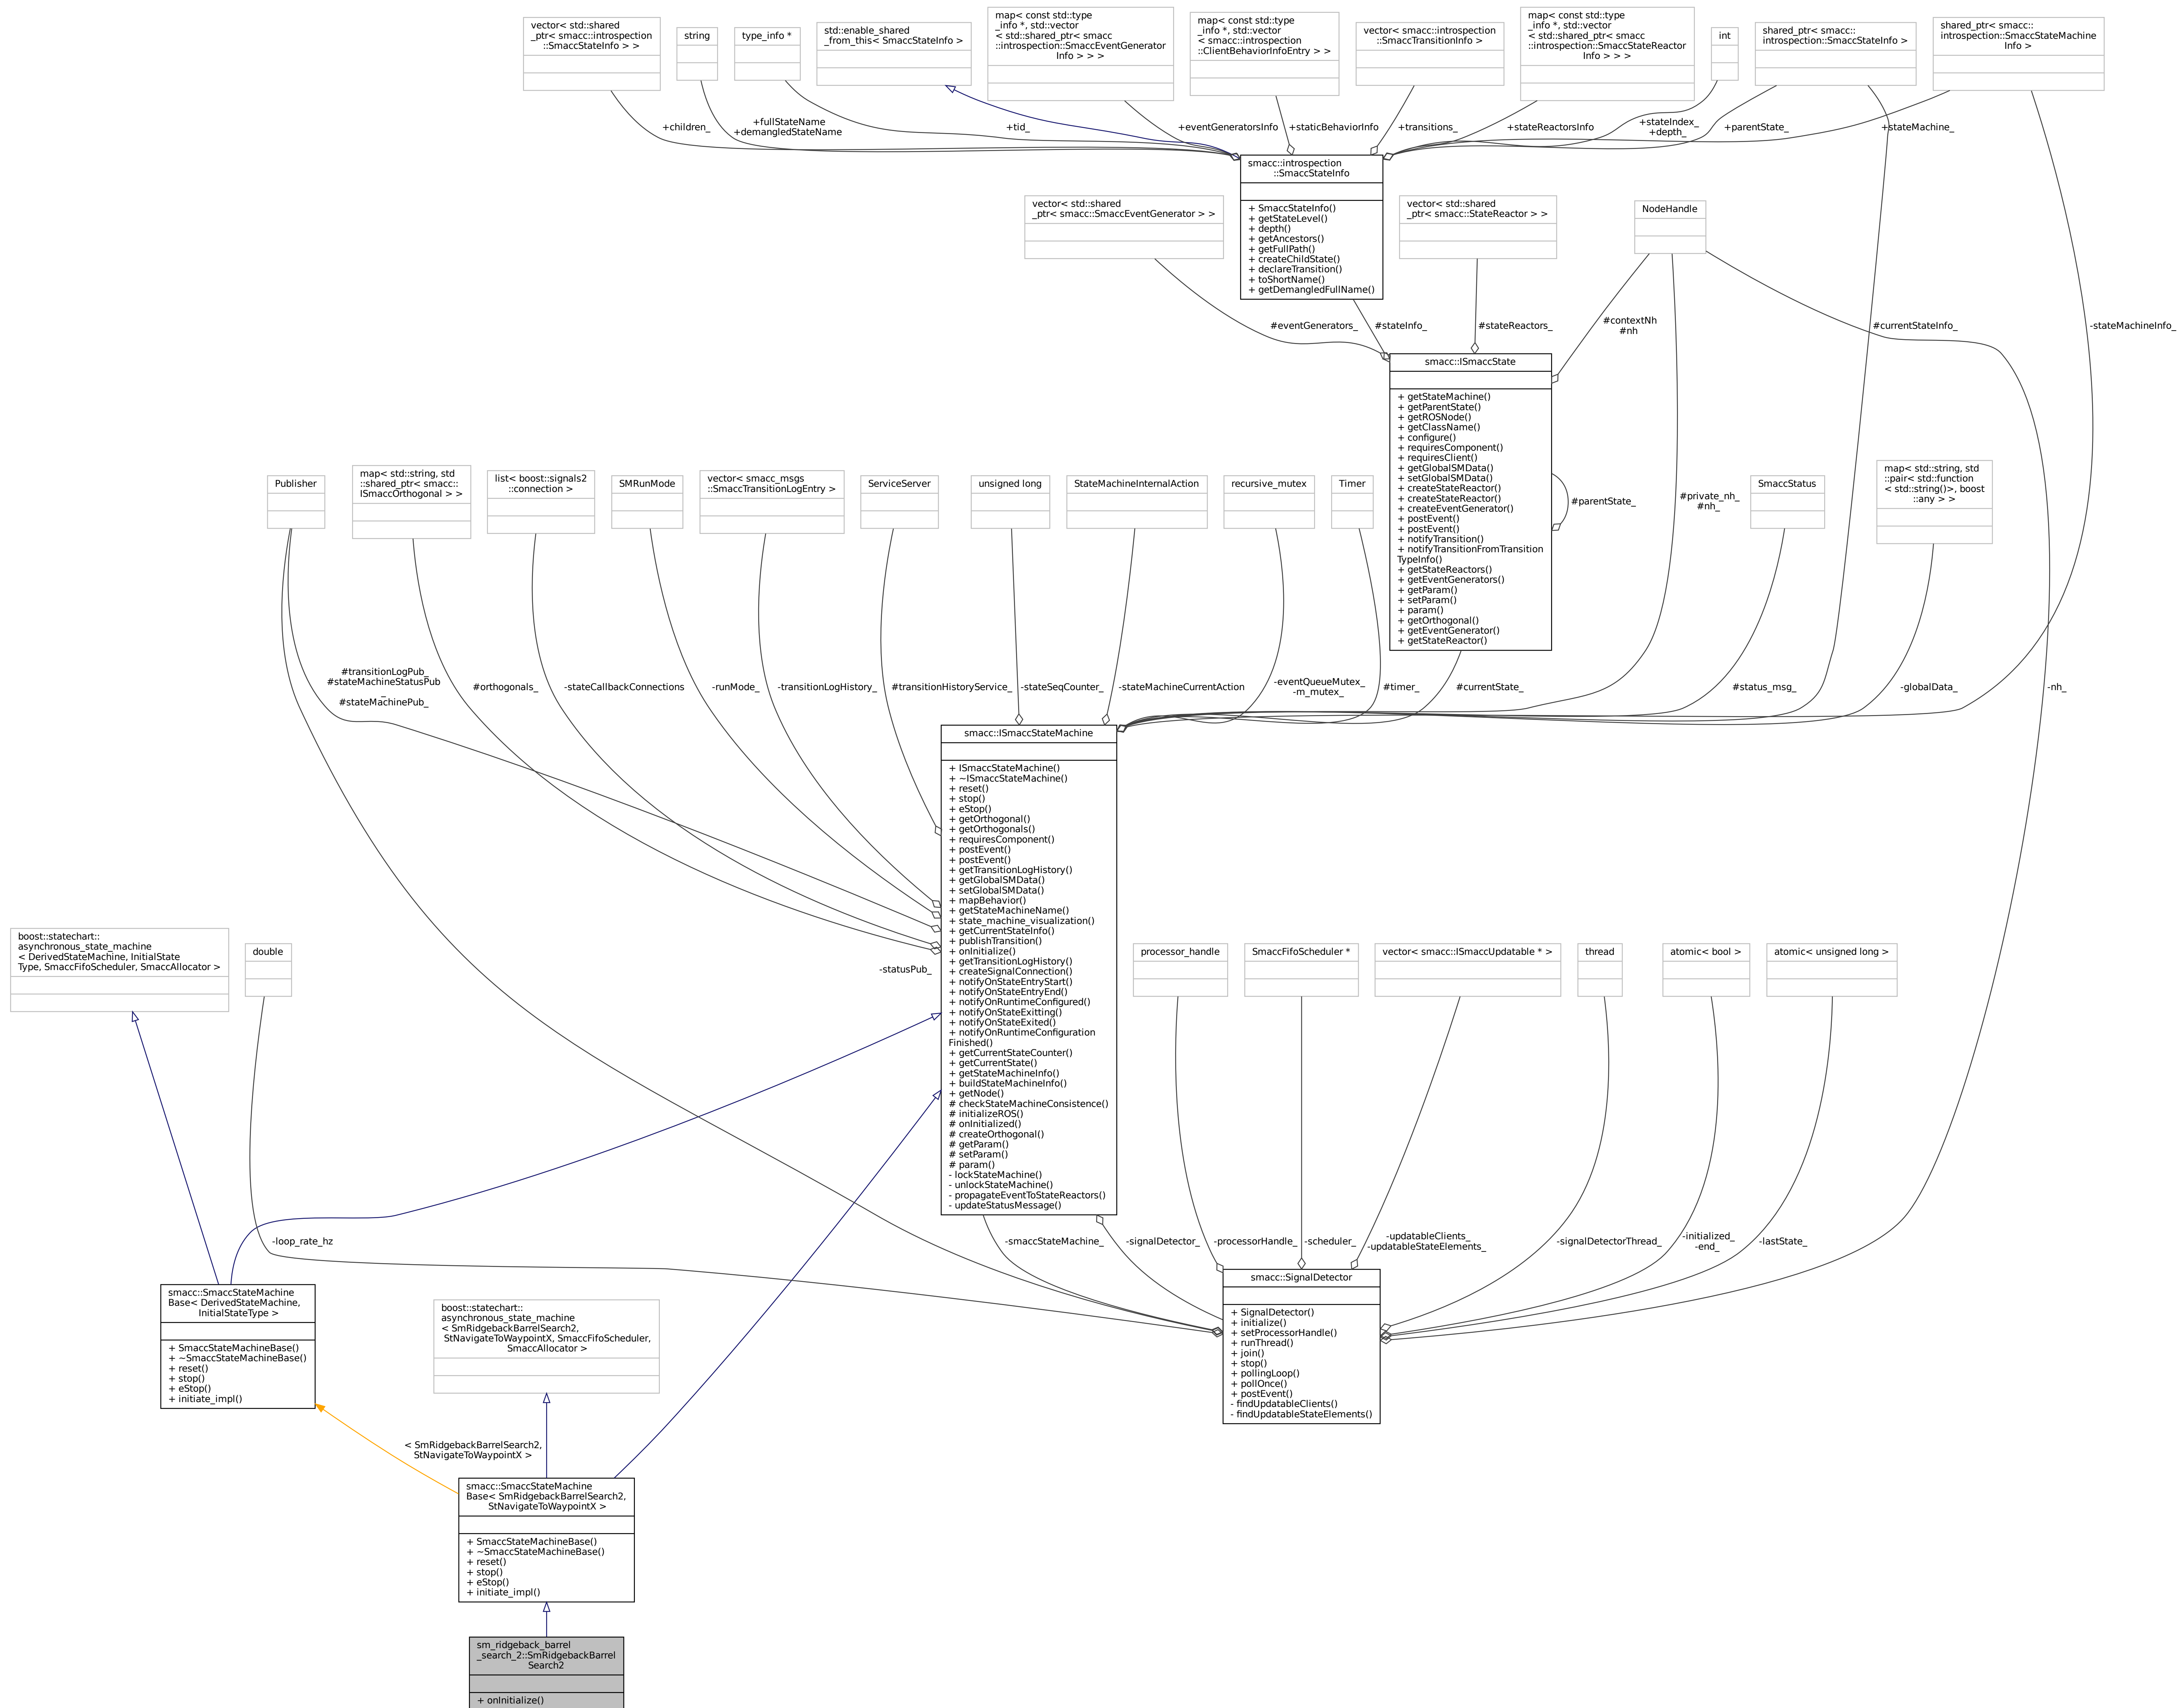 vector< std::shared
_ptr< smacc::introspection
::SmaccStateInfo > >
string
type_info *
std::enable_shared
_from_this< SmaccStateInfo >
map< const std::type
_info *, std::vector
< std::shared_ptr< smacc
::introspection::SmaccEventGenerator
Info > > >
map< const std::type
_info *, std::vector
< smacc::introspection
::ClientBehaviorInfoEntry > >
vector< smacc::introspection
::SmaccTransitionInfo >
map< const std::type
_info *, std::vector
< std::shared_ptr< smacc
::introspection::SmaccStateReactor
Info > > >
int
shared_ptr< smacc::
introspection::SmaccStateInfo >
shared_ptr< smacc::
introspection::SmaccStateMachine
Info >
+children_
+fullStateName
+demangledStateName
+tid_
+eventGeneratorsInfo
+staticBehaviorInfo
+transitions_
+stateReactorsInfo
+stateIndex_
+depth_
+parentState_
+stateMachine_
smacc::introspection
::SmaccStateInfo
+ SmaccStateInfo()
+ getStateLevel()
+ depth()
+ getAncestors()
+ getFullPath()
+ createChildState()
+ declareTransition()
+ toShortName()
+ getDemangledFullName()
vector< std::shared
_ptr< smacc::SmaccEventGenerator > >
vector< std::shared
_ptr< smacc::StateReactor > >
NodeHandle
#eventGenerators_
#stateInfo_
#stateReactors_
#contextNh
#nh
#currentStateInfo_
-stateMachineInfo_
smacc::ISmaccState
+ getStateMachine()
+ getParentState()
+ getROSNode()
+ getClassName()
+ configure()
+ requiresComponent()
+ requiresClient()
+ getGlobalSMData()
+ setGlobalSMData()
+ createStateReactor()
+ createStateReactor()
+ createEventGenerator()
+ postEvent()
+ postEvent()
+ notifyTransition()
+ notifyTransitionFromTransition
TypeInfo()
+ getStateReactors()
+ getEventGenerators()
+ getParam()
+ setParam()
+ param()
+ getOrthogonal()
+ getEventGenerator()
+ getStateReactor()
#parentState_
#private_nh_
#nh_
Publisher
map< std::string, std
::shared_ptr< smacc::
ISmaccOrthogonal > >
list< boost::signals2
::connection >
SMRunMode
vector< smacc_msgs
::SmaccTransitionLogEntry >
ServiceServer
unsigned long
StateMachineInternalAction
recursive_mutex
Timer
SmaccStatus
map< std::string, std
::pair< std::function
< std::string()>, boost
::any > >
#transitionLogPub_
#stateMachineStatusPub
_
#stateMachinePub_
#orthogonals_
-stateCallbackConnections
-runMode_
-transitionLogHistory_
#transitionHistoryService_
-stateSeqCounter_
-stateMachineCurrentAction
-eventQueueMutex_
-m_mutex_
#timer_
#currentState_
#status_msg_
-globalData_
-nh_
smacc::ISmaccStateMachine
+ ISmaccStateMachine()
+ ~ISmaccStateMachine()
+ reset()
+ stop()
+ eStop()
+ getOrthogonal()
+ getOrthogonals()
+ requiresComponent()
+ postEvent()
+ postEvent()
+ getTransitionLogHistory()
+ getGlobalSMData()
+ setGlobalSMData()
+ mapBehavior()
+ getStateMachineName()
+ state_machine_visualization()
+ getCurrentStateInfo()
+ publishTransition()
+ onInitialize()
+ getTransitionLogHistory()
+ createSignalConnection()
+ notifyOnStateEntryStart()
+ notifyOnStateEntryEnd()
+ notifyOnRuntimeConfigured()
+ notifyOnStateExitting()
+ notifyOnStateExited()
+ notifyOnRuntimeConfiguration
Finished()
+ getCurrentStateCounter()
+ getCurrentState()
+ getStateMachineInfo()
+ buildStateMachineInfo()
+ getNode()
# checkStateMachineConsistence()
# initializeROS()
# onInitialized()
# createOrthogonal()
# getParam()
# setParam()
# param()
- lockStateMachine()
- unlockStateMachine()
- propagateEventToStateReactors()
- updateStatusMessage()
boost::statechart::
asynchronous_state_machine
< DerivedStateMachine, InitialState
Type, SmaccFifoScheduler, SmaccAllocator >
double
-statusPub_
processor_handle
SmaccFifoScheduler *
vector< smacc::ISmaccUpdatable * >
thread
atomic< bool >
atomic< unsigned long >
-loop_rate_hz
-smaccStateMachine_
-signalDetector_
-processorHandle_
-scheduler_
-updatableClients_
-updatableStateElements_
-signalDetectorThread_
-initialized_
-end_
-lastState_
smacc::SignalDetector
+ SignalDetector()
+ initialize()
+ setProcessorHandle()
+ runThread()
+ join()
+ stop()
+ pollingLoop()
+ pollOnce()
+ postEvent()
- findUpdatableClients()
- findUpdatableStateElements()
smacc::SmaccStateMachine
Base< DerivedStateMachine,
InitialStateType >
+ SmaccStateMachineBase()
+ ~SmaccStateMachineBase()
+ reset()
+ stop()
+ eStop()
+ initiate_impl()
boost::statechart::
asynchronous_state_machine
< SmRidgebackBarrelSearch2,
StNavigateToWaypointX, SmaccFifoScheduler,
SmaccAllocator >
< SmRidgebackBarrelSearch2,
StNavigateToWaypointX >
smacc::SmaccStateMachine
Base< SmRidgebackBarrelSearch2,
StNavigateToWaypointX >
+ SmaccStateMachineBase()
+ ~SmaccStateMachineBase()
+ reset()
+ stop()
+ eStop()
+ initiate_impl()
sm_ridgeback_barrel
_search_2::SmRidgebackBarrel
Search2
+ onInitialize()